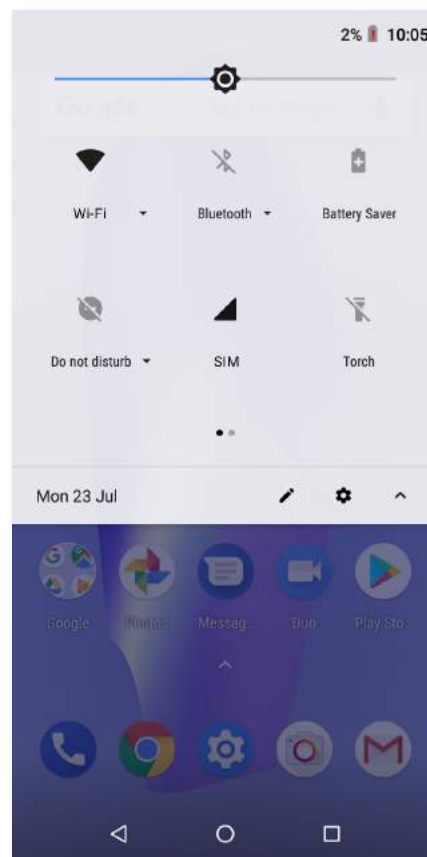 2% 10:05
Google
Wi-Fi Bluetooth Battery Saver
Do not disturb SIM Torch
Mon 23 Jul
Google Photos Messag.. Duo Play Sto..